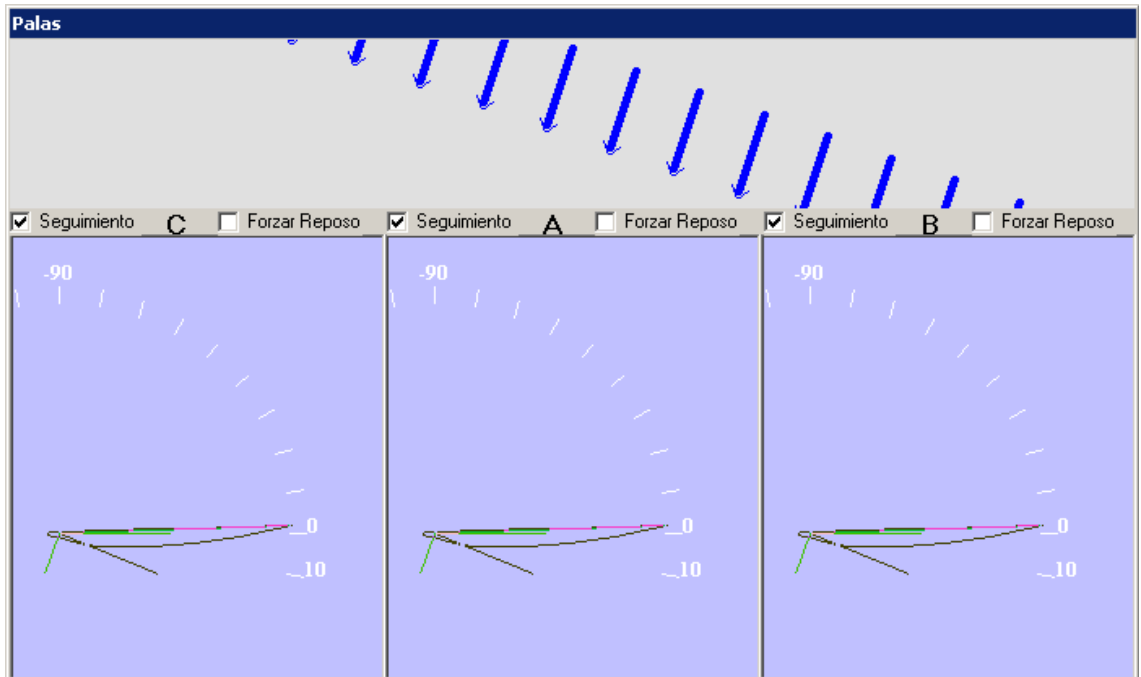 Palas
Seguimiento C Forzar Reposo Seguimiento A Forzar Reposo Seguimiento B Forzar Reposo
-90 -90 -90
0 0 0
10 10 10